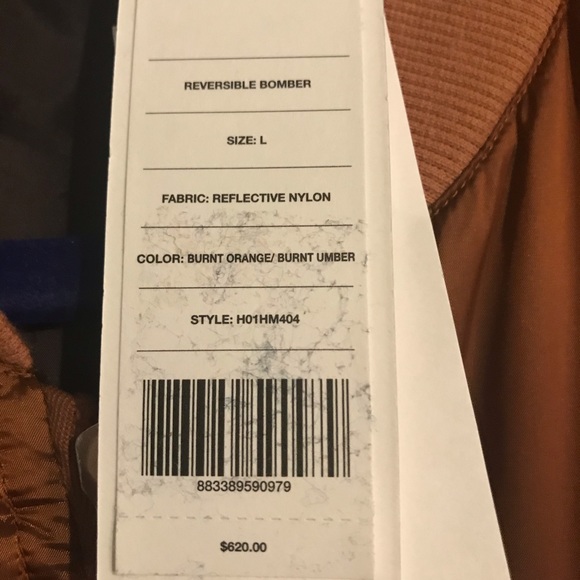 REVERSIBLE BOMBER
SIZE: L
FABRIC: REFLECTIVE NYLON
COLOR: BURNT ORANGE/ BURNT UMBER
STYLE: H01HM404
883389590979
$620.00